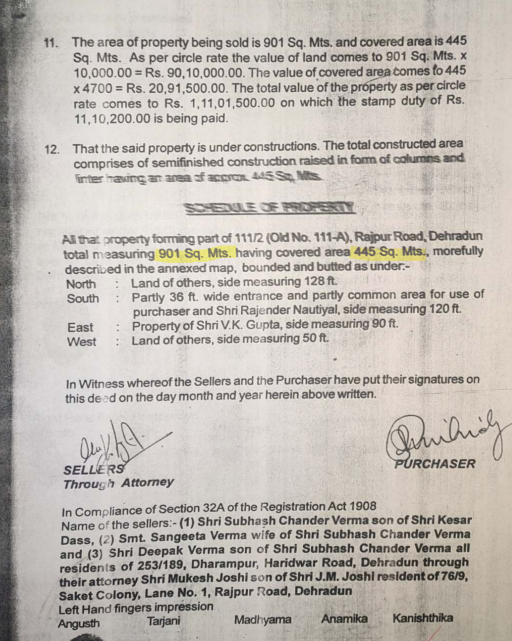 11. The area of property being sold is 901 Sq. Mts. and covered area is 445
Sq. Mts. As per circle rate the value of land comes to 901 Sq. Mts. x
10,000.00 = Rs. 90,10,000.00. The value of covered area comes to 445
x 4700 = Rs. 20,91,500.00. The total value of the property as per circle
rate comes to Rs. 1,11,01,500.00 on which the stamp duty of Rs.
11,10,200.00 is being paid.
12. That the said property is under constructions. The total constructed area
comprises of semifinished construction raised in form of columns and
linter having an area of approx. 445 Sq. Mts.
SCHEDULE OF PROPERTY
All that property forming part of 111/2 (Old No. 111-A), Rajpur Road, Dehradun
total measuring 901 Sq. Mts. having covered area 445 Sq. Mts., morefully
described in the annexed map, bounded and butted as under:-
North : Land of others, side measuring 128 ft.
South : Partly 36 ft. wide entrance and partly common area for use of
purchaser and Shri Rajender Nautiyal, side measuring 120 ft.
East : Property of Shri V.K. Gupta, side measuring 90 ft.
West : Land of others, side measuring 50 ft.
In Witness whereof the Sellers and the Purchaser have put their signatures on
this deed on the day month and year herein above written.
SELLERS
PURCHASER
Through Attorney
In Compliance of Section 32A of the Registration Act 1908
Name of the sellers:- (1) Shri Subhash Chander Verma son of Shri Kesar
Dass, (2) Smt. Sangeeta Verma wife of Shri Subhash Chander Verma
and (3) Shri Deepak Verma son of Shri Subhash Chander Verma all
residents of 253/189, Dharampur, Haridwar Road, Dehradun through
their attorney Shri Mukesh Joshi son of Shri J.M. Joshi resident of 76/9,
Saket Colony, Lane No. 1, Rajpur Road, Dehradun
Left Hand fingers impression
Angusth Tarjani Madhyama Anamika Kanishthika